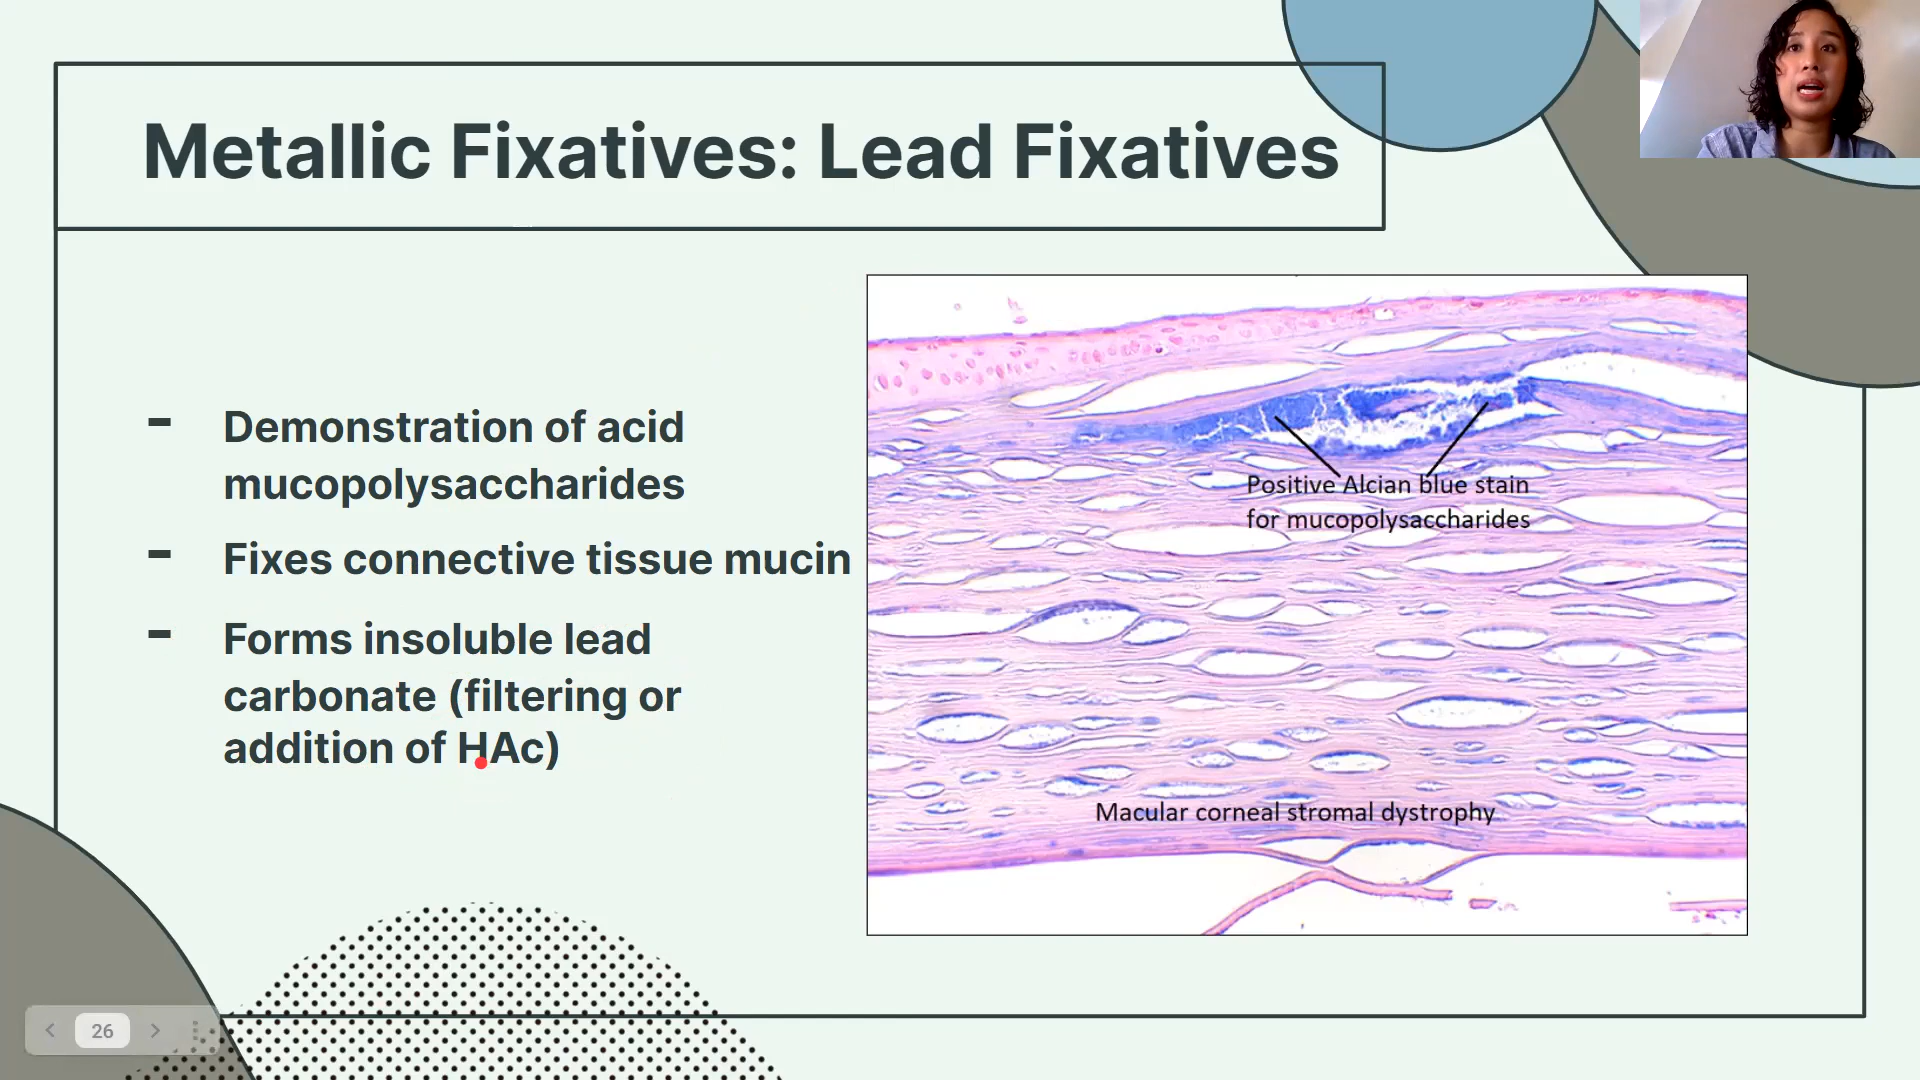 Metallic Fixatives: Lead Fixatives
- Demonstration of acid
mucopolysaccharides
- Fixes connective tissue mucin
- Forms insoluble lead
carbonate (filtering or
addition of HAc)
Positive Alcian blue stain
for mucopolysaccharides
Macular corneal stromal dystrophy
26